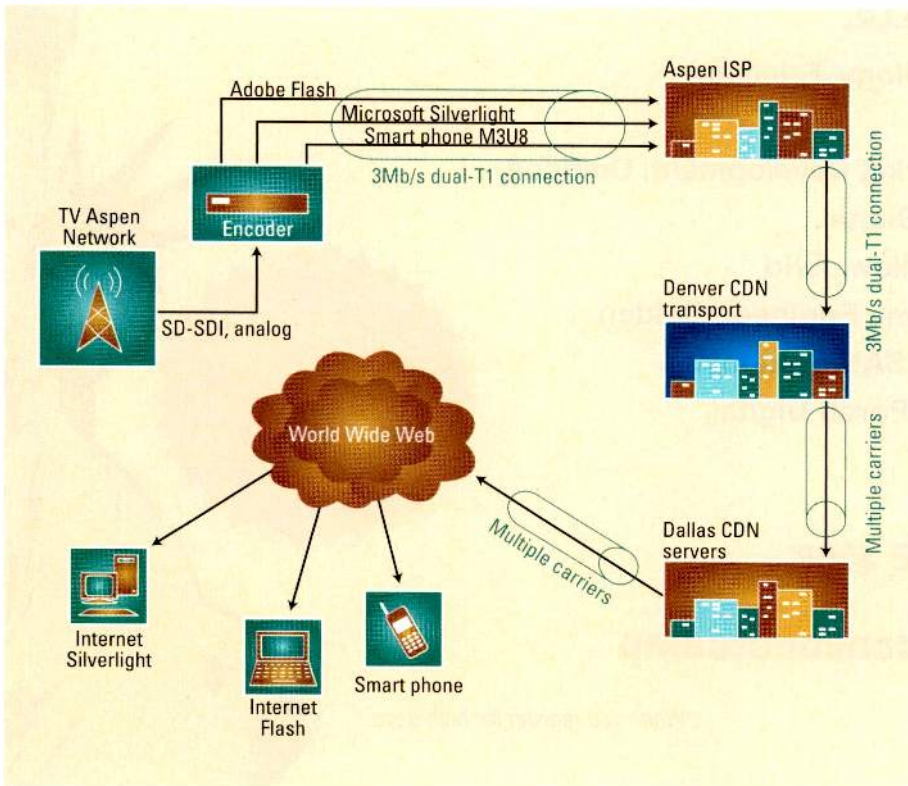 Aspen ISP
Adobe Flash
Microsoft Silverlight
Smart phone M3U8
3Mb/s dual-T1 connection
TV Aspen
Network
Encoder
SD-SDI, analog
3Mb/s dual-T1 connection
Denver CDN
transport
World Wide Web
Multiple carriers
Multiple carriers
Dallas CDN
servers
Internet
Silverlight
Internet
Flash
Smart phone